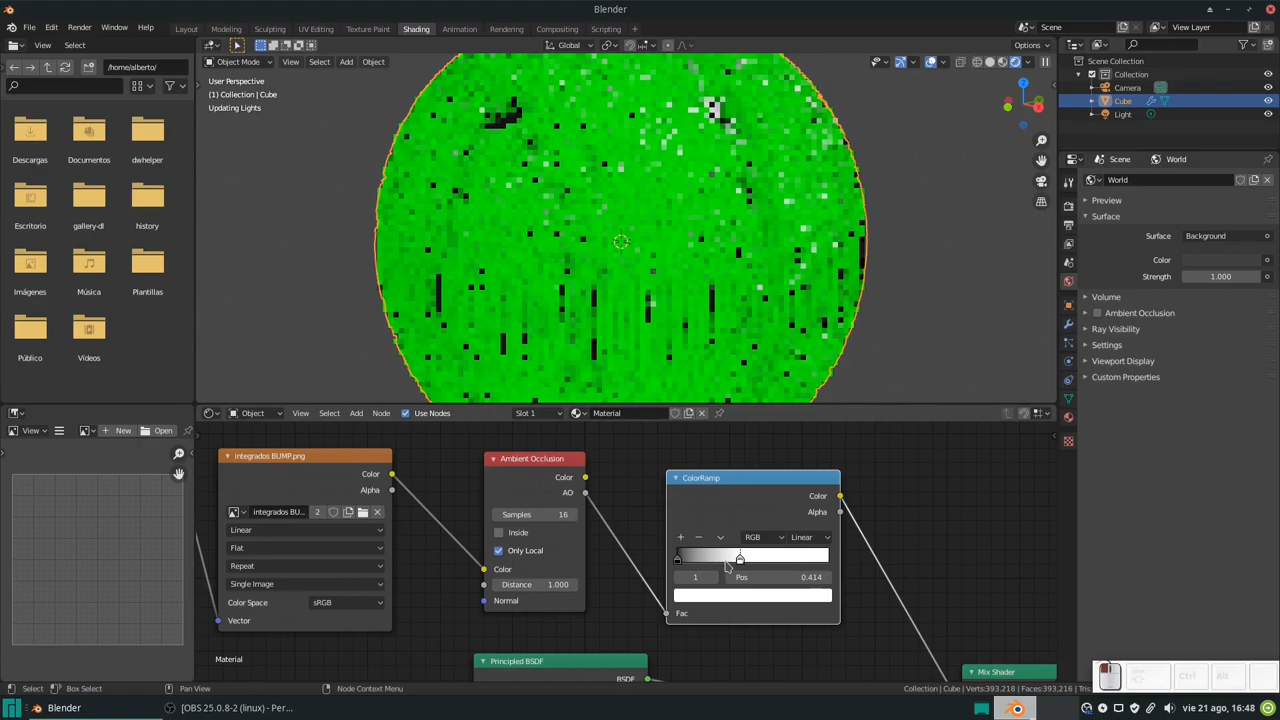 Blender
File Edit Render Window Help
Layout Modeling Sculpting UV Editing Texture Paint Shading Animation Rendering Compositing Scripting
Scene View Layer
View Select
Global
Options
Object Mode View Select Add Object
/home/alberto/
User Perspective
(1) Collection | Cube
Updating Lights
Descargas Documentos dwhelper
Escritorio gallery-dl history
Imágenes Música Plantillas
Público Vídeos
Scene Collection
Collection
Camera
Cube
Light
Scene World
World
Preview
Surface
Surface Background
Color
Strength 1.000
Volume
Ambient Occlusion
Ray Visibility
Settings
Viewport Display
Custom Properties
Object View Select Add Node Use Nodes Slot 1 Material
View New Open
integrados BUMP.png
Color
Alpha
integrados BU... 2
Linear
Flat
Repeat
Single Image
Color Space sRGB
Vector
Material
Ambient Occlusion
Color
AO
Samples 16
Inside
Only Local
Color
Distance 1.000
Normal
ColorRamp
Color
Alpha
RGB Linear
1 Pos 0.414
Fac
Principled BSDF
BSDF
Mix Shader
Ctrl Alt
Select Box Select Pan View Node Context Menu
Collection | Cube | Verts:393,218 | Faces:393,216 | Tris:
Blender [OBS 25.0.8-2 (linux) - Per... vie 21 ago, 16:48